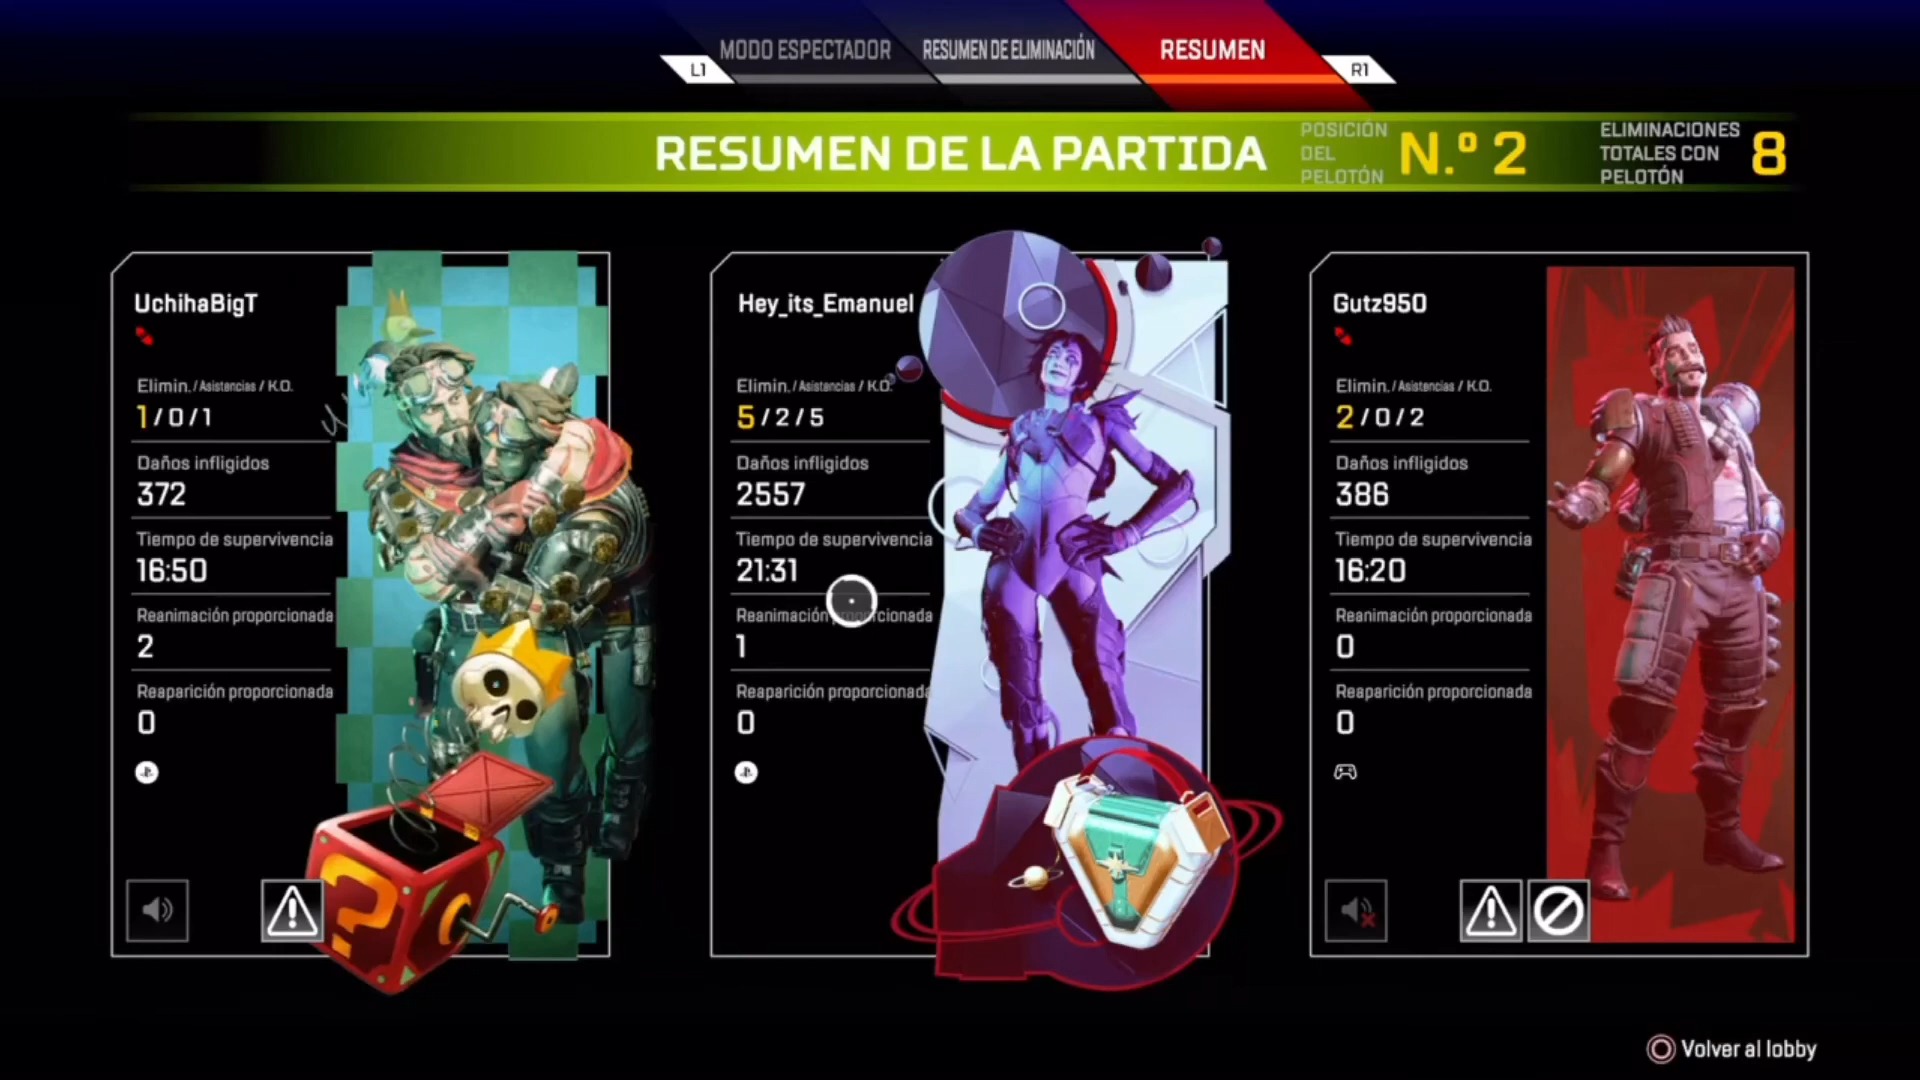 L1
MODO ESPECTADOR
RESUMEN DE ELIMINACIÓN
RESUMEN
R1
RESUMEN DE LA PARTIDA
POSICIÓN
DEL
PELOTÓN
N.º 2
ELIMINACIONES
TOTALES CON
PELOTÓN
8
UchihaBigT
Elimin./Asistencias / K.O.
1/0/1
Daños infligidos
372
Tiempo de supervivencia
16:50
Reanimación proporcionada
2
Reaparición proporcionada
0
Hey_its_Emanuel
Elimin./Asistencias / K.O.
5/2/5
Daños infligidos
2557
Tiempo de supervivencia
21:31
Reanimación proporcionada
1
Reaparición proporcionada
0
Gutz950
Elimin./Asistencias / K.O.
2/0/2
Daños infligidos
386
Tiempo de supervivencia
16:20
Reanimación proporcionada
0
Reaparición proporcionada
0
?
Volver al lobby